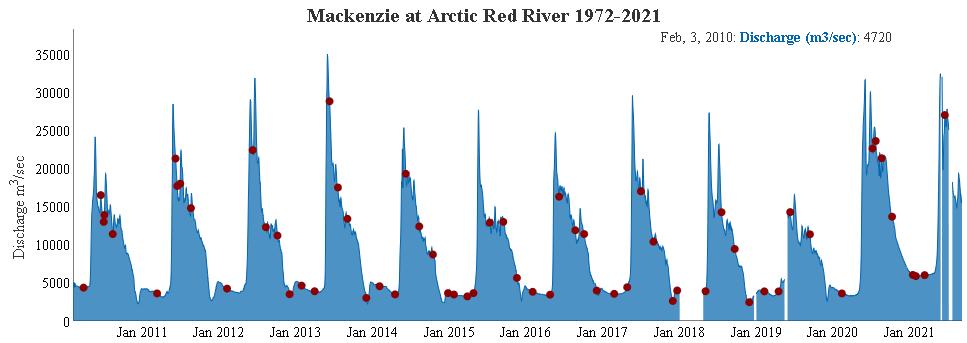 Mackenzie at Arctic Red River 1972-2021
Feb, 3, 2010: Discharge (m3/sec): 4720
Discharge m³/sec
35000
30000
25000
20000
15000
10000
5000
0
Jan 2011 Jan 2012 Jan 2013 Jan 2014 Jan 2015 Jan 2016 Jan 2017 Jan 2018 Jan 2019 Jan 2020 Jan 2021